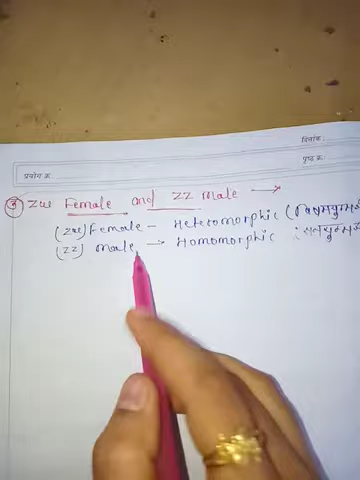 दिनांक:
पृष्ठ क्र.:
प्रयोग क्र.
③ ZW Female and ZZ male →
(ZW) Female - Heteromorphic (विषमयुग्मकी
(ZZ) male → Homomorphic : समयुग्मकी